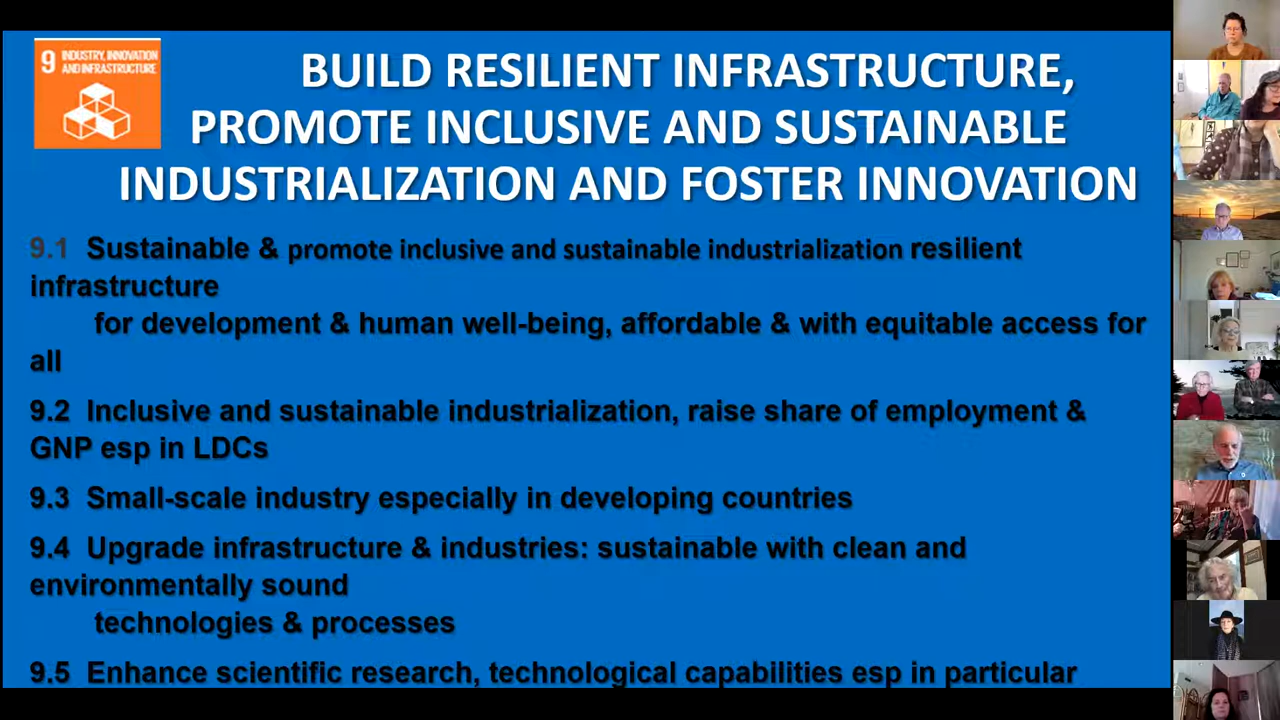 9 INDUSTRY, INNOVATION
AND INFRASTRUCTURE
BUILD RESILIENT INFRASTRUCTURE,
PROMOTE INCLUSIVE AND SUSTAINABLE
INDUSTRIALIZATION AND FOSTER INNOVATION
9.1 Sustainable & promote inclusive and sustainable industrialization resilient
infrastructure
for development & human well-being, affordable & with equitable access for
all
9.2 Inclusive and sustainable industrialization, raise share of employment &
GNP esp in LDCs
9.3 Small-scale industry especially in developing countries
9.4 Upgrade infrastructure & industries: sustainable with clean and
environmentally sound
technologies & processes
9.5 Enhance scientific research, technological capabilities esp in particular